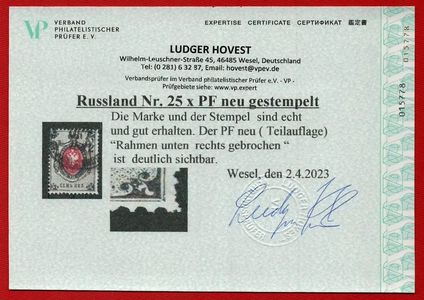 VP VERBAND
PHILATELISTISCHER
PRÜFER E. V.
EXPERTISE CERTIFICATE СЕРТИФИКАТ 鑑定書
LUDGER HOVEST
Wilhelm-Leuschner-Straße 45, 46485 Wesel, Deutschland
Tel.: (0 281) 6 32 87, Email: hovest@vpev.de
Verbandsprüfer im Verband philatelistischer Prüfer e.V. - VP -
Prüfgebiete siehe: www.vp.expert
Russland Nr. 25 x PF neu gestempelt
Die Marke und der Stempel sind echt
und gut erhalten. Der PF neu ( Teilauflage)
“Rahmen unten rechts gebrochen “
ist deutlich sichtbar.
Wesel, den 2.4.2023
015778
015778